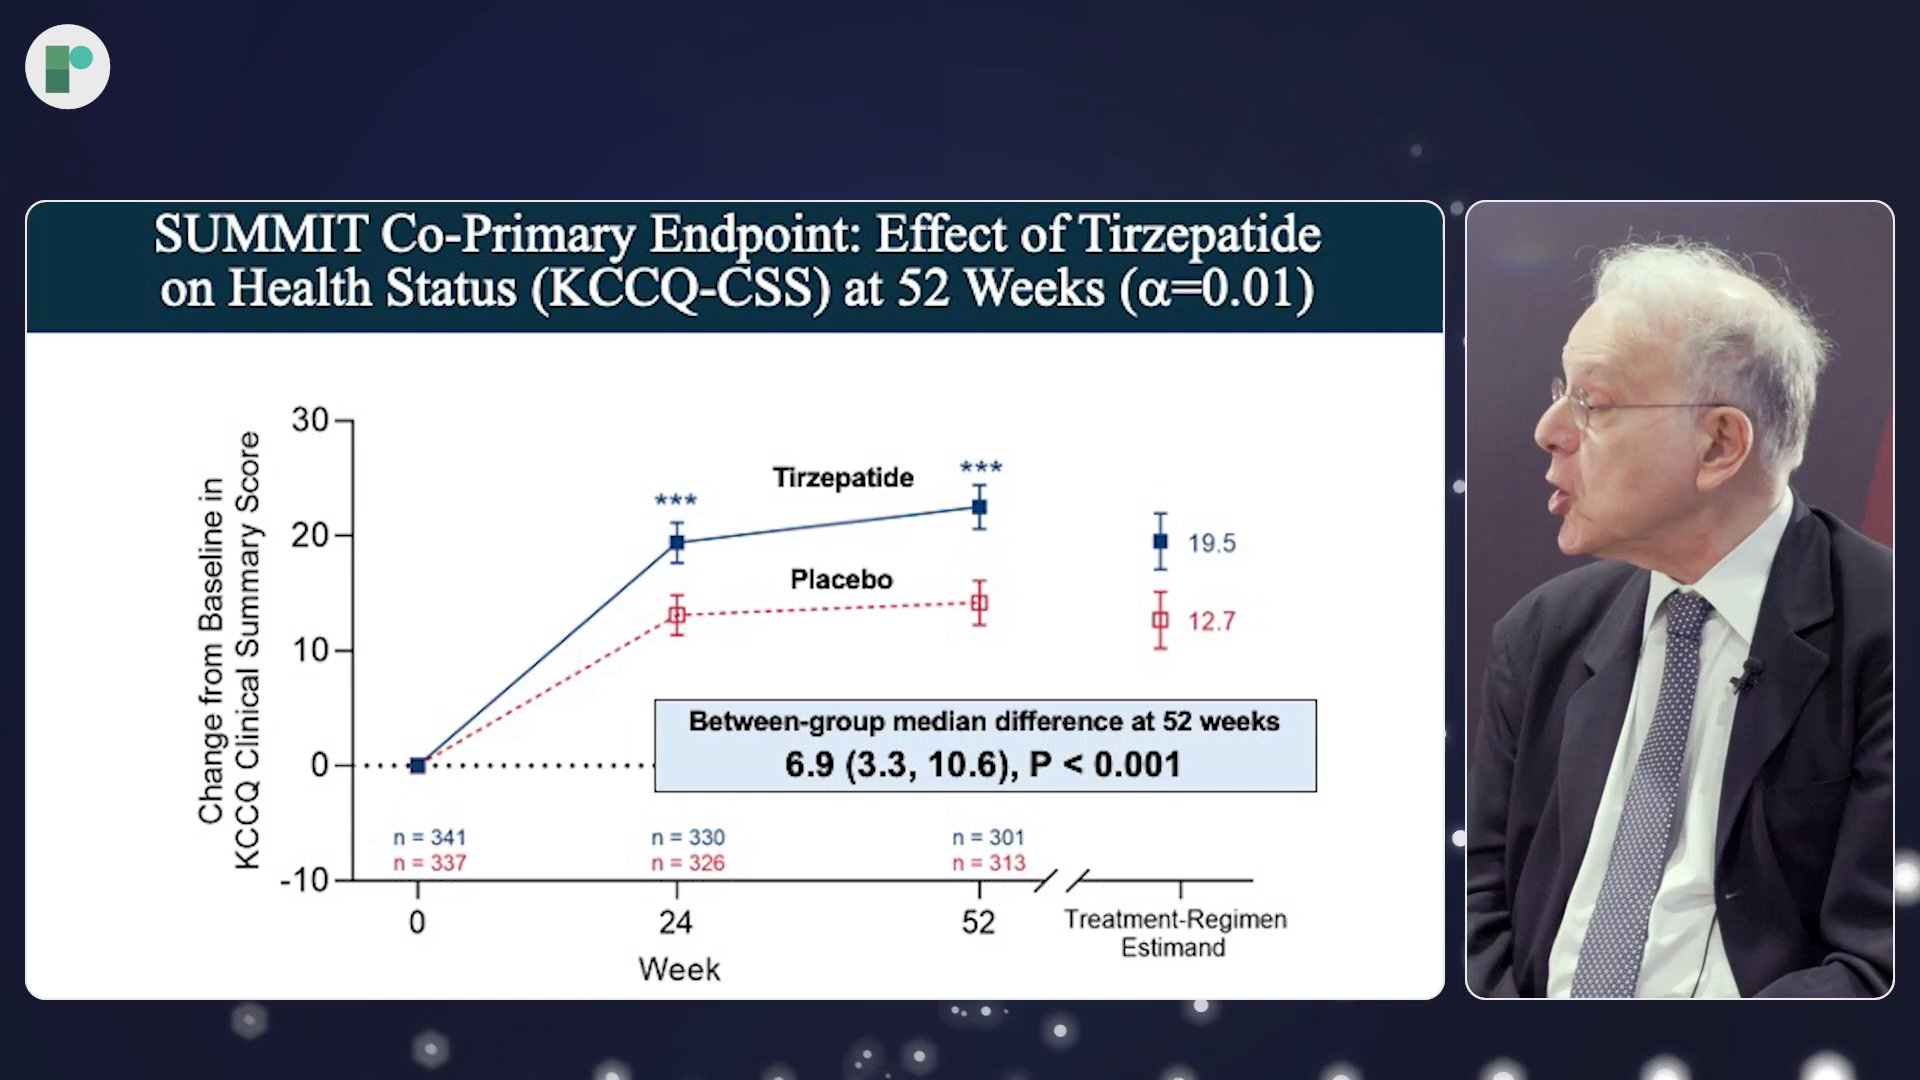 SUMMIT Co-Primary Endpoint: Effect of Tirzepatide
on Health Status (KCCQ-CSS) at 52 Weeks (α=0.01)
Change from Baseline in
KCCQ Clinical Summary Score
30
20
10
0
-10
***
Tirzepatide
***
Placebo
19.5
12.7
Between-group median difference at 52 weeks
6.9 (3.3, 10.6), P < 0.001
n = 341
n = 337
n = 330
n = 326
n = 301
n = 313
0
24
52
Week
Treatment-Regimen
Estimand